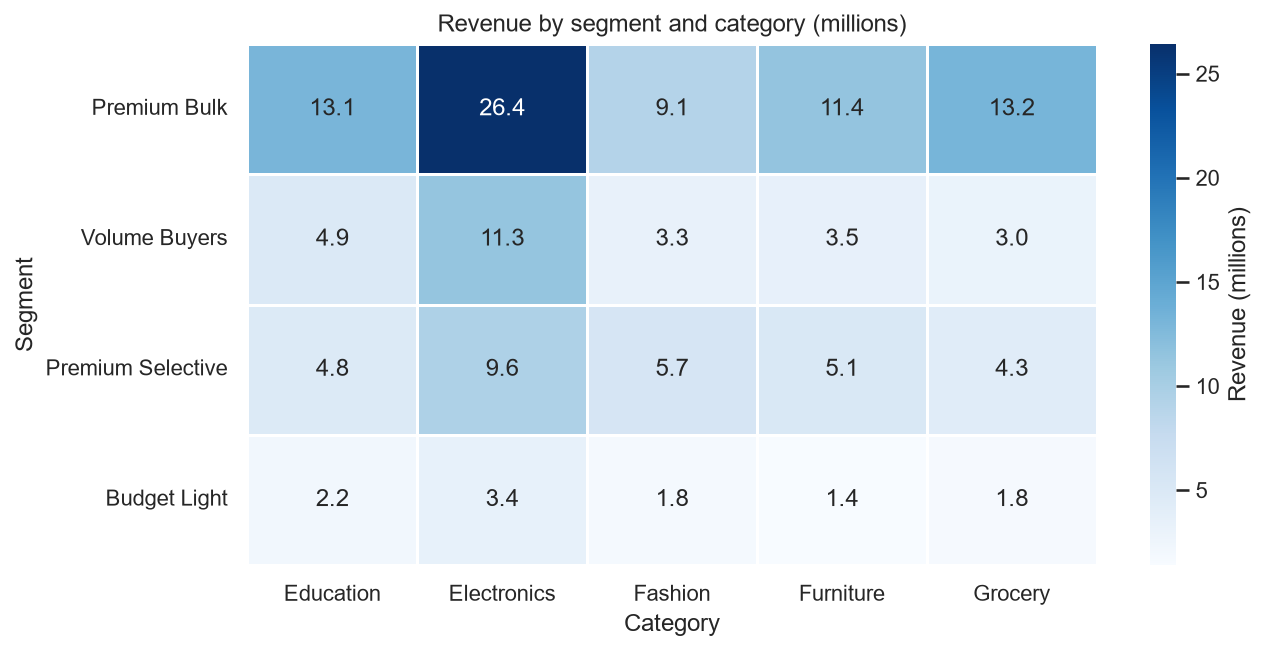 Revenue by segment and category (millions)
Segment
Premium Bulk 13.1 26.4 9.1 11.4 13.2
Volume Buyers 4.9 11.3 3.3 3.5 3.0
Premium Selective 4.8 9.6 5.7 5.1 4.3
Budget Light 2.2 3.4 1.8 1.4 1.8
Education Electronics Fashion Furniture Grocery
Category
25
20
15
10
5
Revenue (millions)